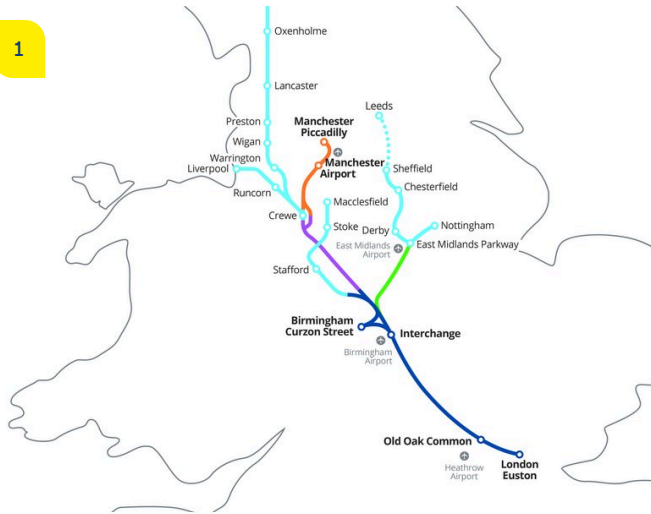 1
Oxenholme
Lancaster
Preston
Wigan
Warrington
Liverpool
Runcorn
Crewe
Manchester
Piccadilly
Manchester
Airport
Macclesfield
Stoke
Stafford
Leeds
Sheffield
Chesterfield
Derby
Nottingham
East Midlands
Airport
East Midlands Parkway
Birmingham
Curzon Street
Interchange
Birmingham
Airport
Old Oak Common
Heathrow
Airport
London
Euston